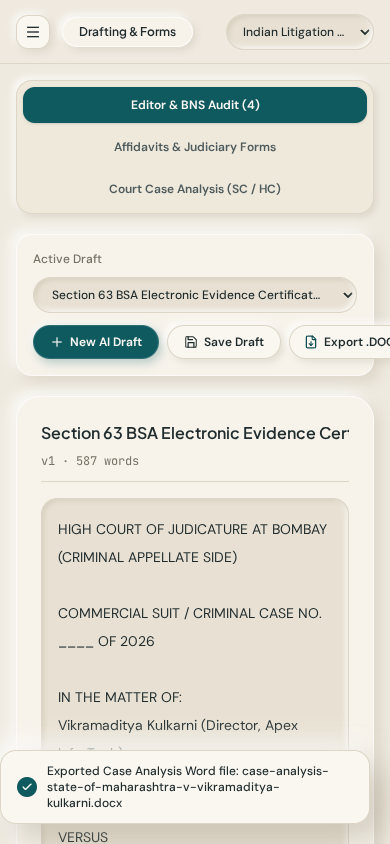 Drafting & Forms
Indian Litigation ...
Editor & BNS Audit (4)
Affidavits & Judiciary Forms
Court Case Analysis (SC / HC)
Active Draft
Section 63 BSA Electronic Evidence Certificat...
New AI Draft
Save Draft
Export .DOC
Section 63 BSA Electronic Evidence Cert
v1 · 587 words
HIGH COURT OF JUDICATURE AT BOMBAY
(CRIMINAL APPELLATE SIDE)
COMMERCIAL SUIT / CRIMINAL CASE NO.
____ OF 2026
IN THE MATTER OF:
Vikramaditya Kulkarni (Director, Apex
Exported Case Analysis Word file: case-analysis-
state-of-maharashtra-v-vikramaditya-
kulkarni.docx
VERSUS